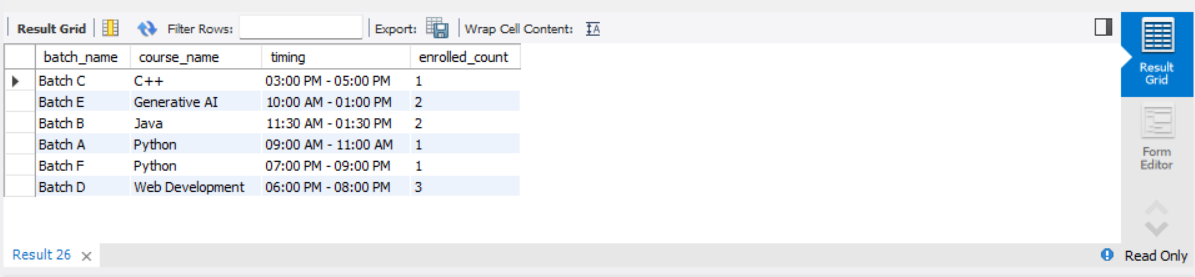 Result Grid Filter Rows: Export: Wrap Cell Content:
batch_name course_name timing enrolled_count
Batch C C++ 03:00 PM - 05:00 PM 1
Batch E Generative AI 10:00 AM - 01:00 PM 2
Batch B Java 11:30 AM - 01:30 PM 2
Batch A Python 09:00 AM - 11:00 AM 1
Batch F Python 07:00 PM - 09:00 PM 1
Batch D Web Development 06:00 PM - 08:00 PM 3
Result
Grid
Form
Editor
Result 26
Read Only